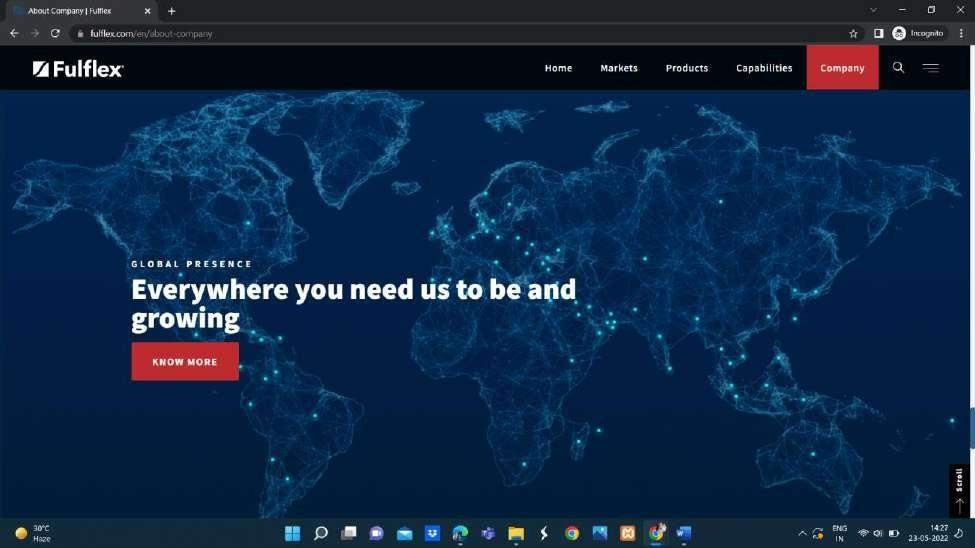 About Company | Fulflex
fulflex.com/en/about-company
Incognito
Fulflex
Home
Markets
Products
Capabilities
Company
GLOBAL PRESENCE
Everywhere you need us to be and
growing
KNOW MORE
Scroll
30°C
Haze
ENG
IN
14:27
23-05-2022